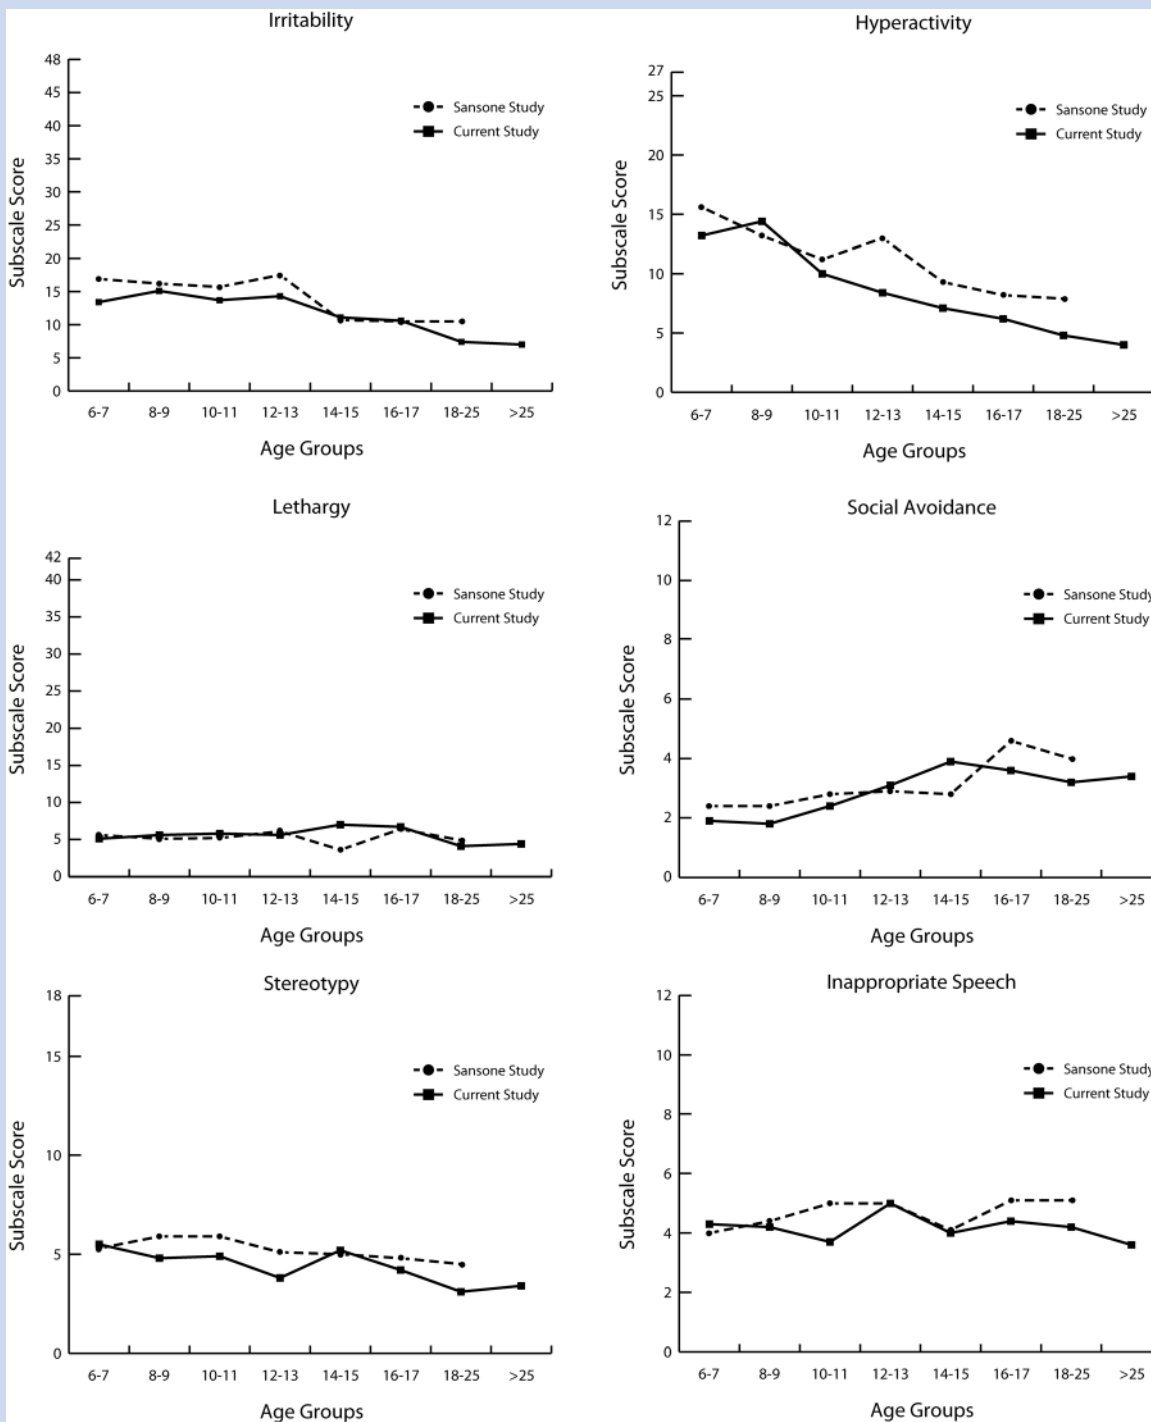 Irritability
48
45
40
35
30
25
20
15
10
5
0
Subscale Score
Sansone Study
Current Study
6-7 8-9 10-11 12-13 14-15 16-17 18-25 >25
Age Groups
Hyperactivity
27
25
20
15
10
5
0
Subscale Score
Sansone Study
Current Study
6-7 8-9 10-11 12-13 14-15 16-17 18-25 >25
Age Groups
Lethargy
42
40
35
30
25
20
15
10
5
0
Subscale Score
Sansone Study
Current Study
6-7 8-9 10-11 12-13 14-15 16-17 18-25 >25
Age Groups
Social Avoidance
12
10
8
6
4
2
0
Subscale Score
Sansone Study
Current Study
6-7 8-9 10-11 12-13 14-15 16-17 18-25 >25
Age Groups
Stereotypy
18
15
10
5
0
Subscale Score
Sansone Study
Current Study
6-7 8-9 10-11 12-13 14-15 16-17 18-25 >25
Age Groups
Inappropriate Speech
12
10
8
6
4
2
0
Subscale Score
Sansone Study
Current Study
6-7 8-9 10-11 12-13 14-15 16-17 18-25 >25
Age Groups